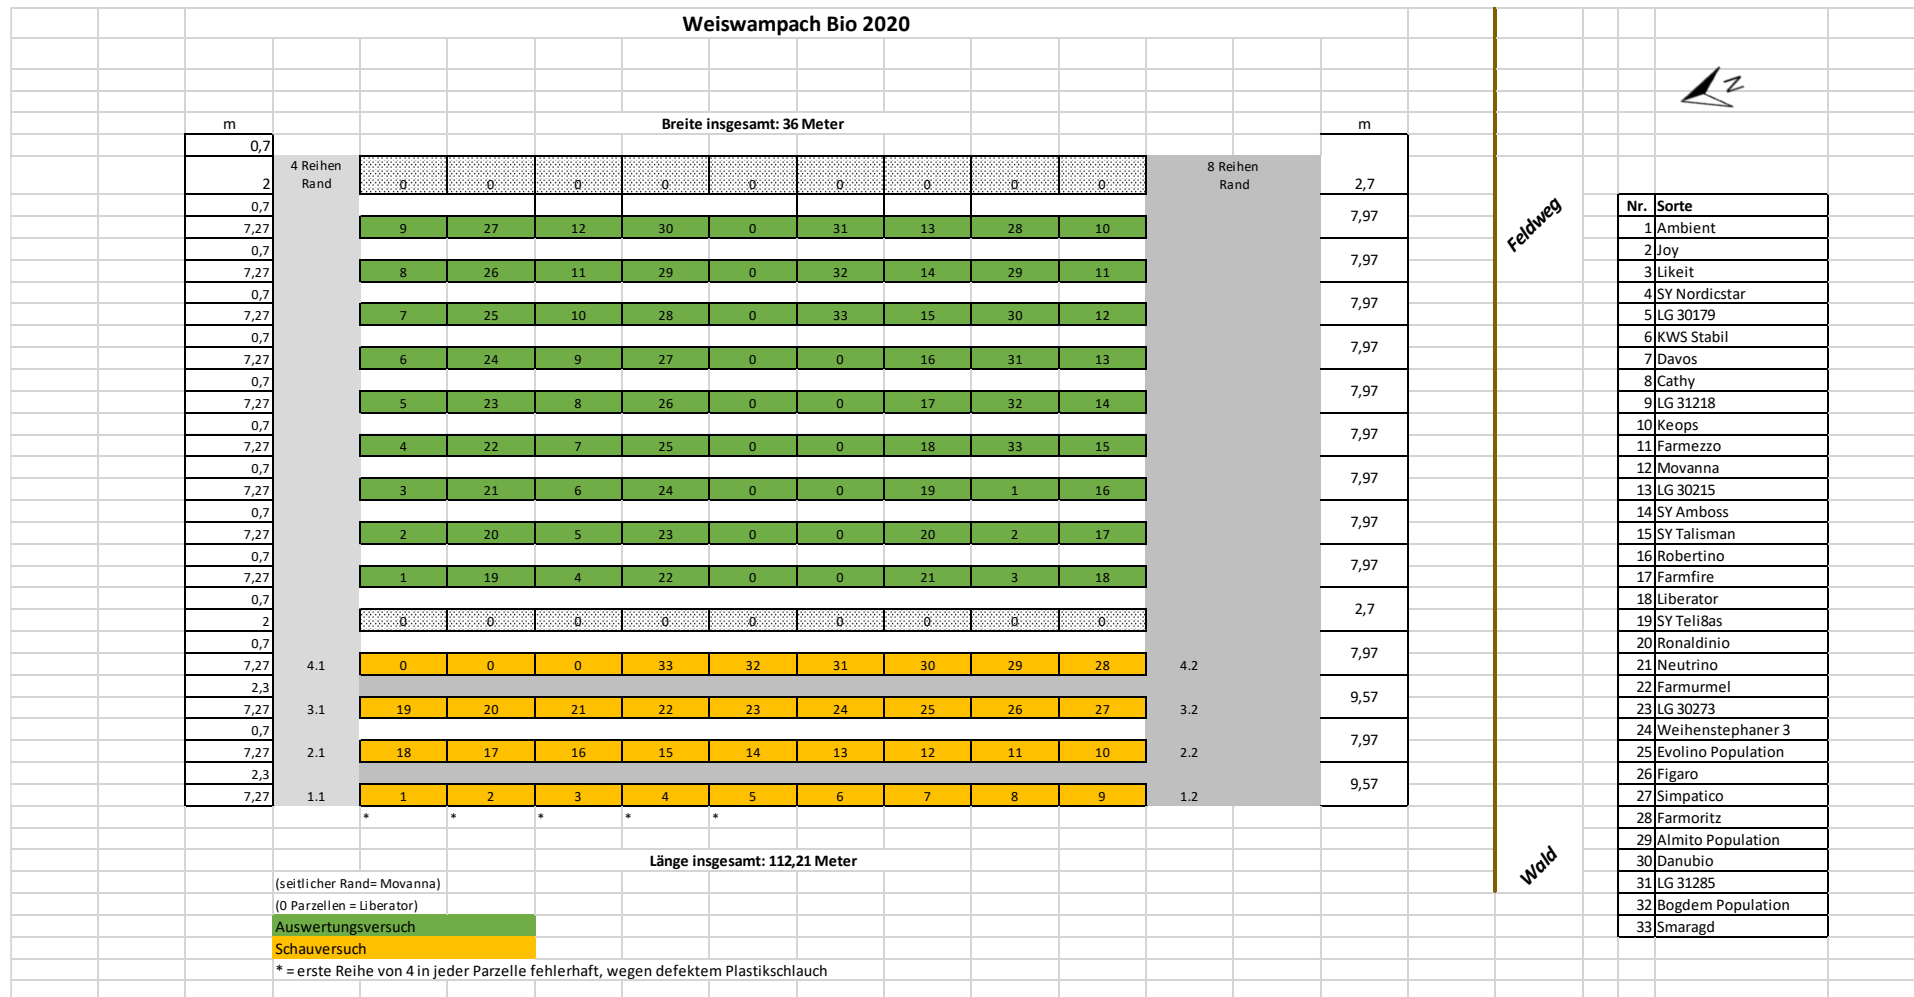 Weiswampach Bio 2020
N
m Breite insgesamt: 36 Meter m
0,7
4 Reihen Rand 8 Reihen Rand
2 0 0 0 0 0 0 0 0 0 2,7
0,7
7,27 9 27 12 30 0 31 13 28 10 7,97
0,7
7,27 8 26 11 29 0 32 14 29 11 7,97
0,7
7,27 7 25 10 28 0 33 15 30 12 7,97
0,7
7,27 6 24 9 27 0 0 16 31 13 7,97
0,7
7,27 5 23 8 26 0 0 17 32 14 7,97
0,7
7,27 4 22 7 25 0 0 18 33 15 7,97
0,7
7,27 3 21 6 24 0 0 19 1 16 7,97
0,7
7,27 2 20 5 23 0 0 20 2 17 7,97
0,7
7,27 1 19 4 22 0 0 21 3 18 7,97
0,7
2 0 0 0 0 0 0 0 0 0 2,7
0,7
7,27 4.1 0 0 0 33 32 31 30 29 28 4.2 7,97
2,3
7,27 3.1 19 20 21 22 23 24 25 26 27 3.2 9,57
0,7
7,27 2.1 18 17 16 15 14 13 12 11 10 2.2 7,97
2,3
7,27 1.1 1 2 3 4 5 6 7 8 9 1.2 9,57
* * * * *
Länge insgesamt: 112,21 Meter
(seitlicher Rand= Movanna)
(0 Parzellen = Liberator)
Auswertungsversuch
Schauversuch
* = erste Reihe von 4 in jeder Parzelle fehlerhaft, wegen defektem Plastikschlauch
Feldweg
Wald
Nr. Sorte
1 Ambient
2 Joy
3 Likeit
4 SY Nordicstar
5 LG 30179
6 KWS Stabil
7 Davos
8 Cathy
9 LG 31218
10 Keops
11 Farmezzo
12 Movanna
13 LG 30215
14 SY Amboss
15 SY Talisman
16 Robertino
17 Farmfire
18 Liberator
19 SY Teli8as
20 Ronaldinio
21 Neutrino
22 Farmurmel
23 LG 30273
24 Weihenstephaner 3
25 Evolino Population
26 Figaro
27 Simpatico
28 Farmoritz
29 Almito Population
30 Danubio
31 LG 31285
32 Bogdem Population
33 Smaragd